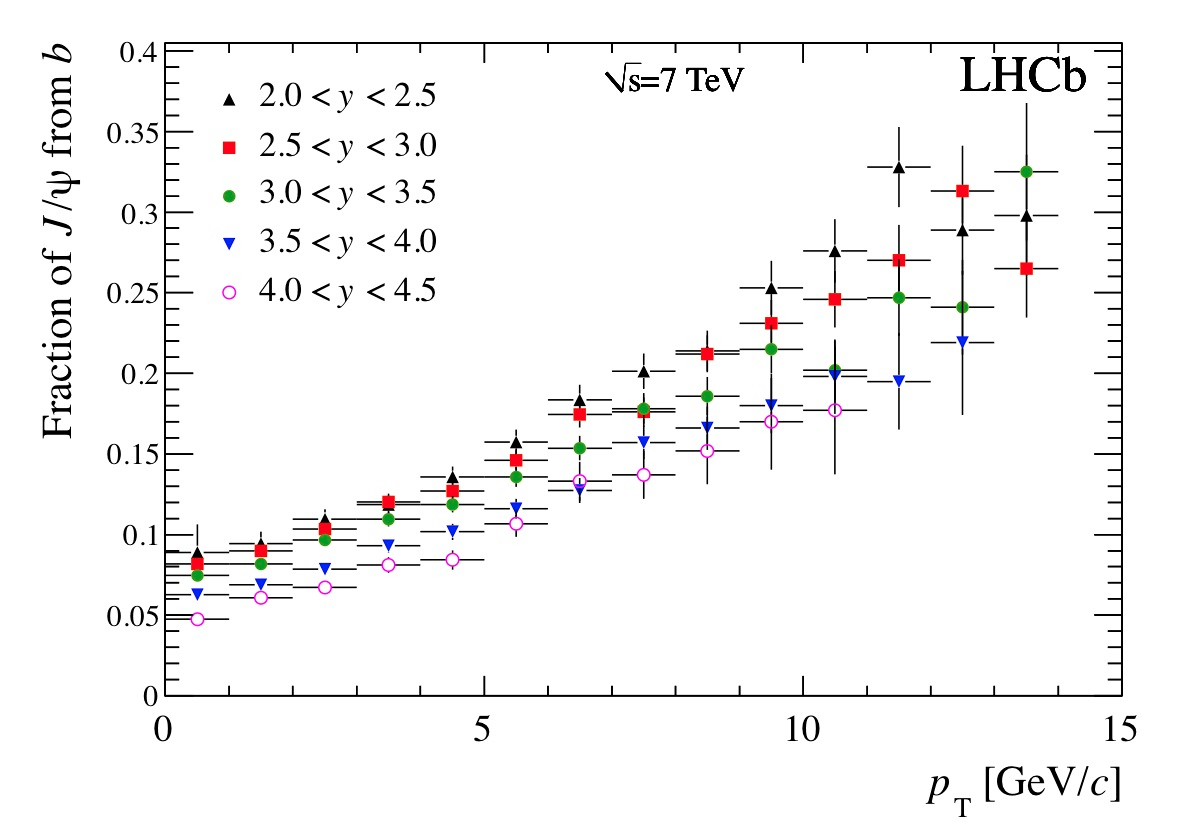 Fraction of J/ψ from b
0.4
0.35
0.3
0.25
0.2
0.15
0.1
0.05
0
√s=7 TeV
LHCb
2.0 < y < 2.5
2.5 < y < 3.0
3.0 < y < 3.5
3.5 < y < 4.0
4.0 < y < 4.5
0 5 10 15
p_T [GeV/c]